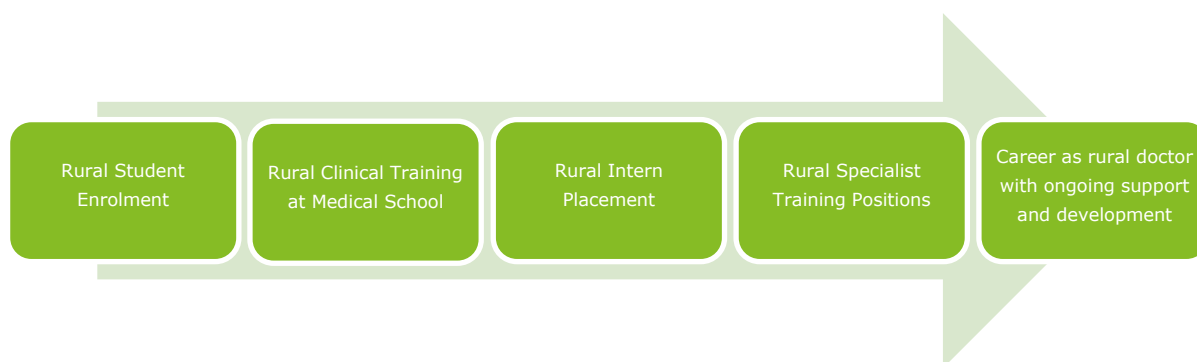 Rural Student
Enrolment
Rural Clinical Training
at Medical School
Rural Intern
Placement
Rural Specialist
Training Positions
Career as rural doctor
with ongoing support
and development